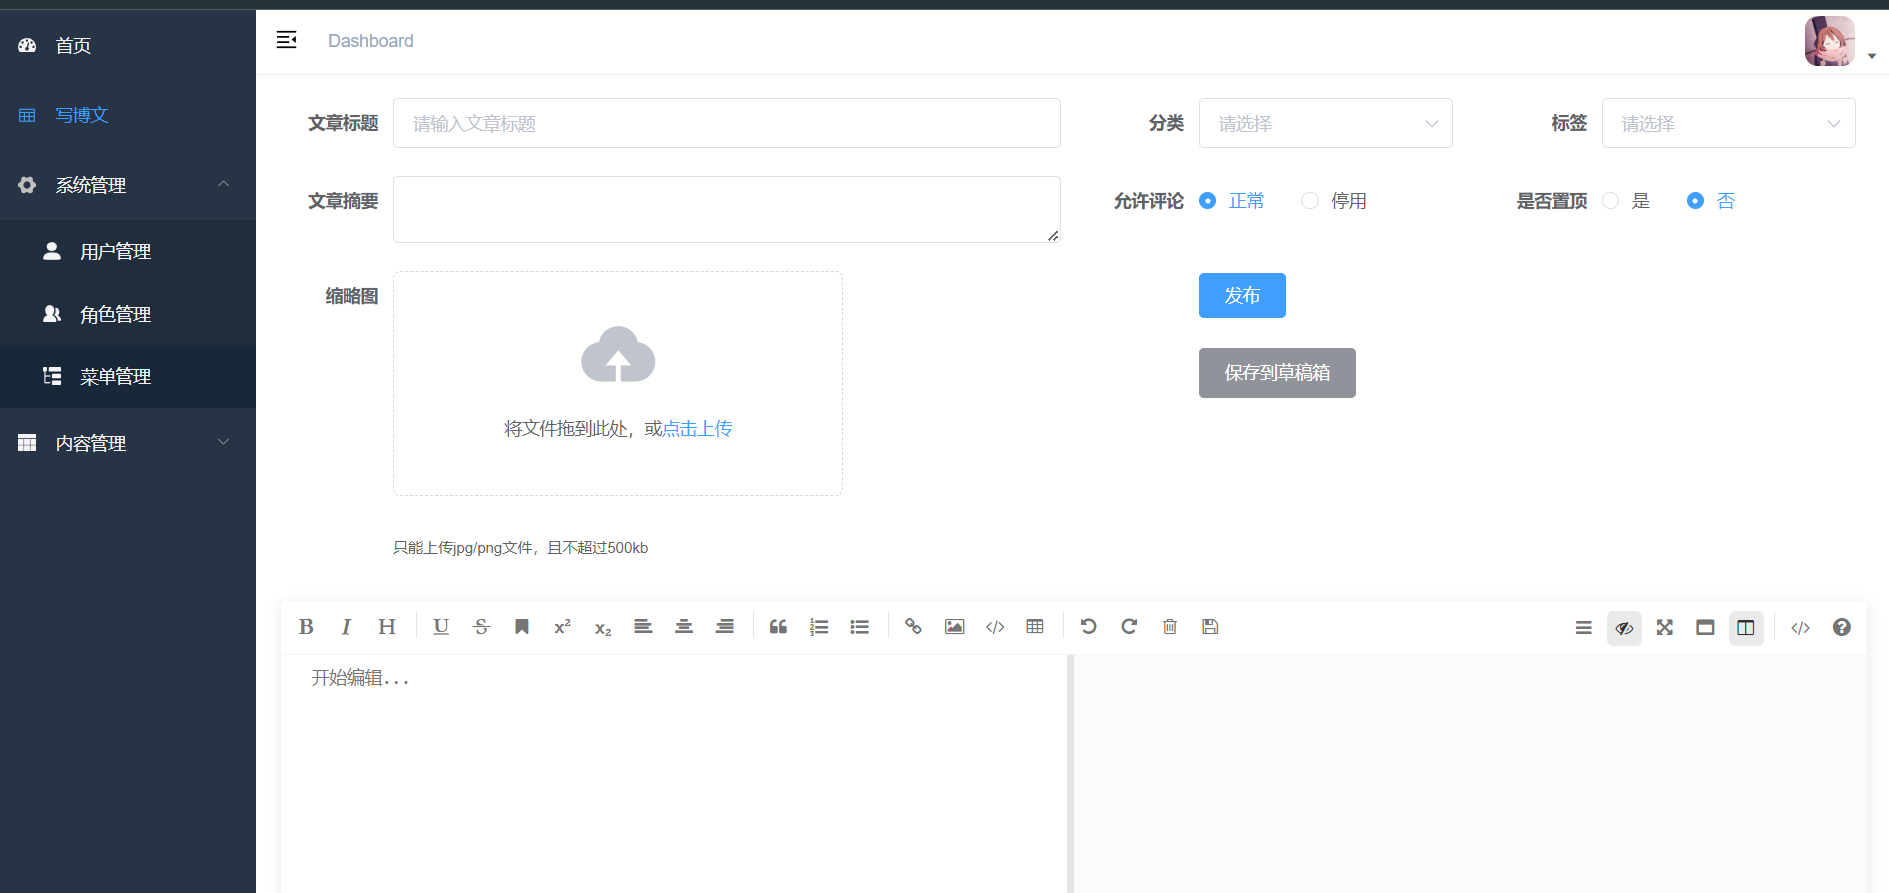 首页
写博文
系统管理
用户管理
角色管理
菜单管理
内容管理
Dashboard
文章标题 请输入文章标题 分类 请选择 标签 请选择
文章摘要 允许评论 正常 停用 是否置顶 是 否
缩略图 发布
保存到草稿箱
将文件拖到此处，或点击上传
只能上传jpg/png文件，且不超过500kb
B I H U S x² x₂
开始编辑...